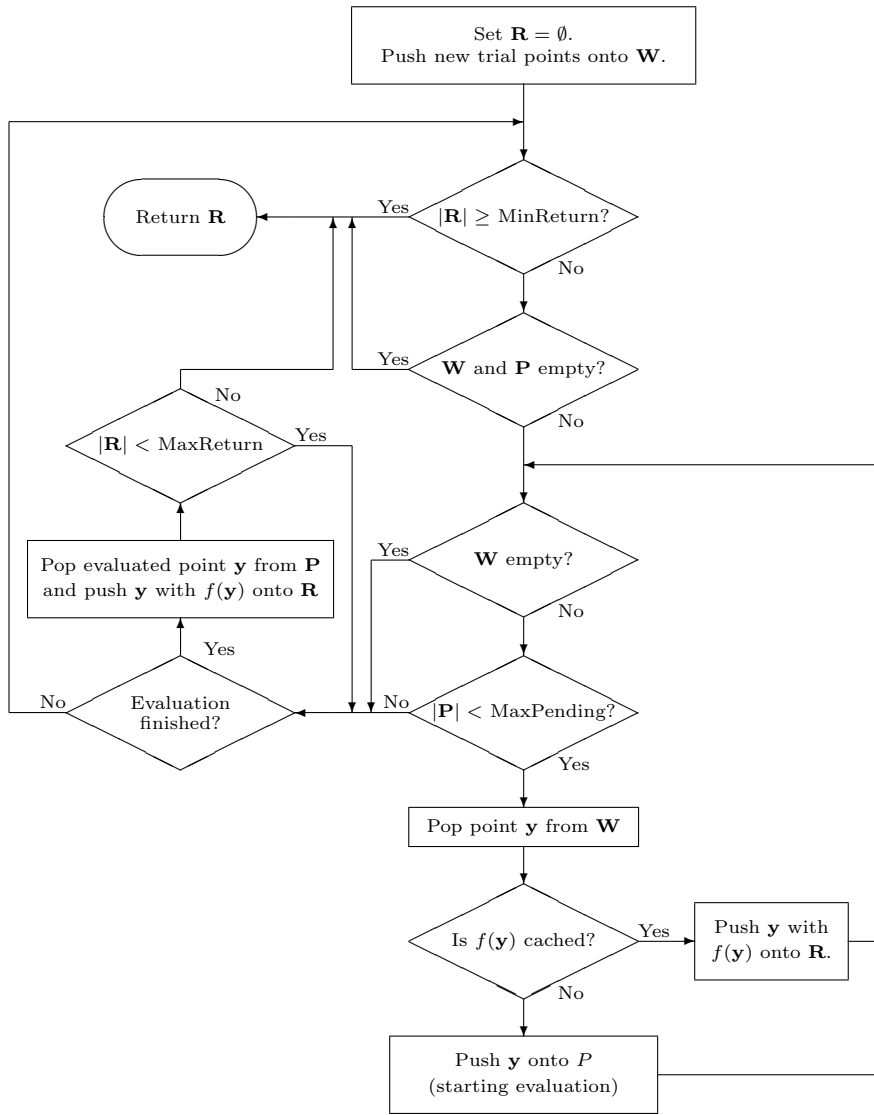 Set R = ∅.
Push new trial points onto W.
Return R
Yes
|R| ≥ MinReturn?
No
Yes
W and P empty?
No
No
|R| < MaxReturn
Yes
Pop evaluated point y from P
and push y with f(y) onto R
Yes
W empty?
No
Yes
No
Evaluation
finished?
No
|P| < MaxPending?
Yes
Pop point y from W
Is f(y) cached?
Yes
Push y with
f(y) onto R.
No
Push y onto P
(starting evaluation)